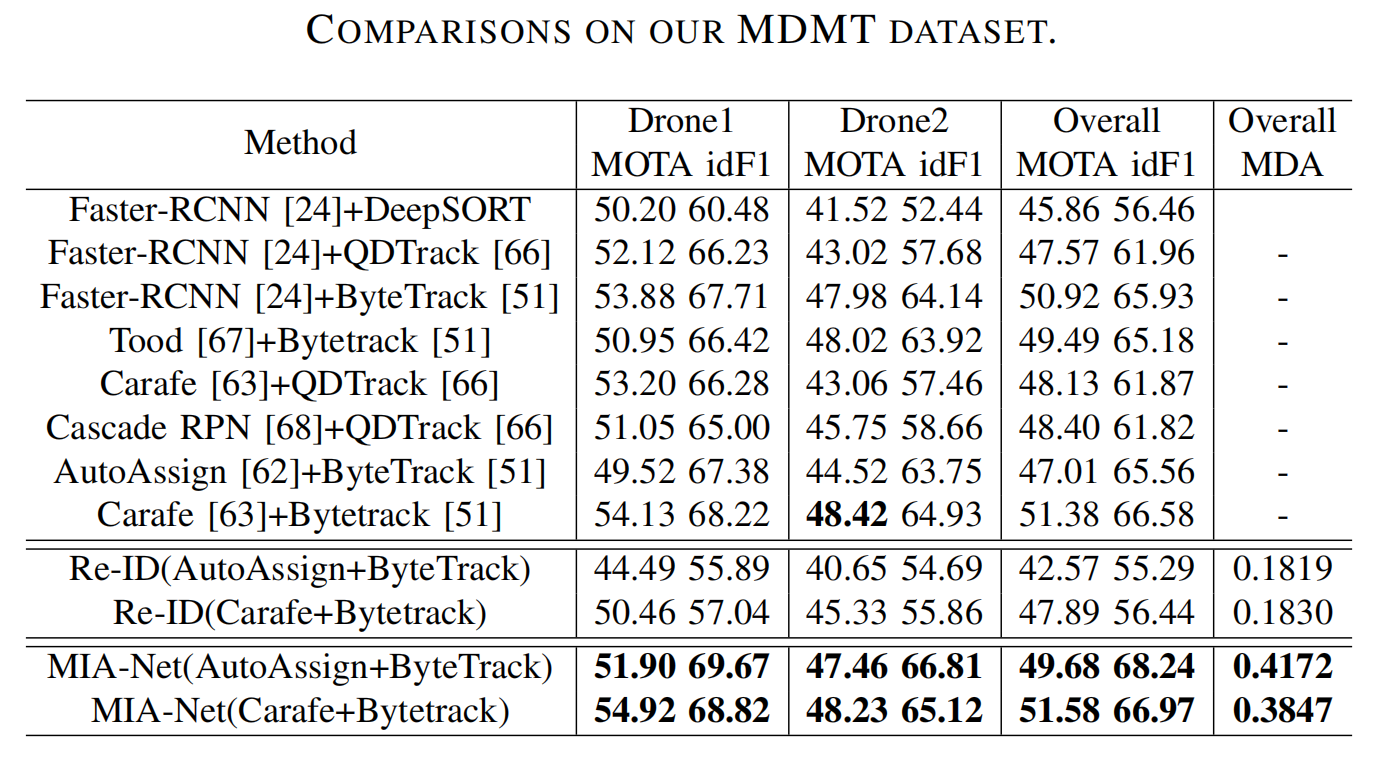 COMPARISONS ON OUR MDMT DATASET.
Method Drone1 Drone2 Overall Overall
MOTA idF1 MOTA idF1 MOTA idF1 MDA
Faster-RCNN [24]+DeepSORT 50.20 60.48 41.52 52.44 45.86 56.46
Faster-RCNN [24]+QDTrack [66] 52.12 66.23 43.02 57.68 47.57 61.96 -
Faster-RCNN [24]+ByteTrack [51] 53.88 67.71 47.98 64.14 50.92 65.93 -
Tood [67]+Bytetrack [51] 50.95 66.42 48.02 63.92 49.49 65.18 -
Carafe [63]+QDTrack [66] 53.20 66.28 43.06 57.46 48.13 61.87 -
Cascade RPN [68]+QDTrack [66] 51.05 65.00 45.75 58.66 48.40 61.82 -
AutoAssign [62]+ByteTrack [51] 49.52 67.38 44.52 63.75 47.01 65.56 -
Carafe [63]+Bytetrack [51] 54.13 68.22 48.42 64.93 51.38 66.58 -
Re-ID(AutoAssign+ByteTrack) 44.49 55.89 40.65 54.69 42.57 55.29 0.1819
Re-ID(Carafe+Bytetrack) 50.46 57.04 45.33 55.86 47.89 56.44 0.1830
MIA-Net(AutoAssign+ByteTrack) 51.90 69.67 47.46 66.81 49.68 68.24 0.4172
MIA-Net(Carafe+Bytetrack) 54.92 68.82 48.23 65.12 51.58 66.97 0.3847